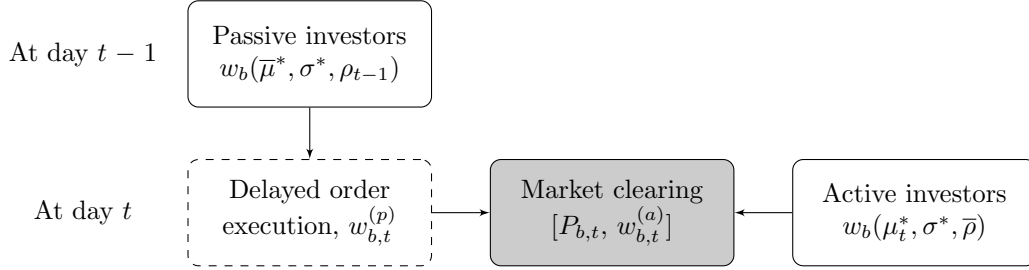 At day t − 1
Passive investors
w_b(μ̅*, σ*, ρ_{t−1})
At day t
Delayed order
execution, w_{b,t}^{(p)}
Market clearing
[P_{b,t}, w_{b,t}^{(a)}]
Active investors
w_b(μ_t^*, σ*, ρ̅)